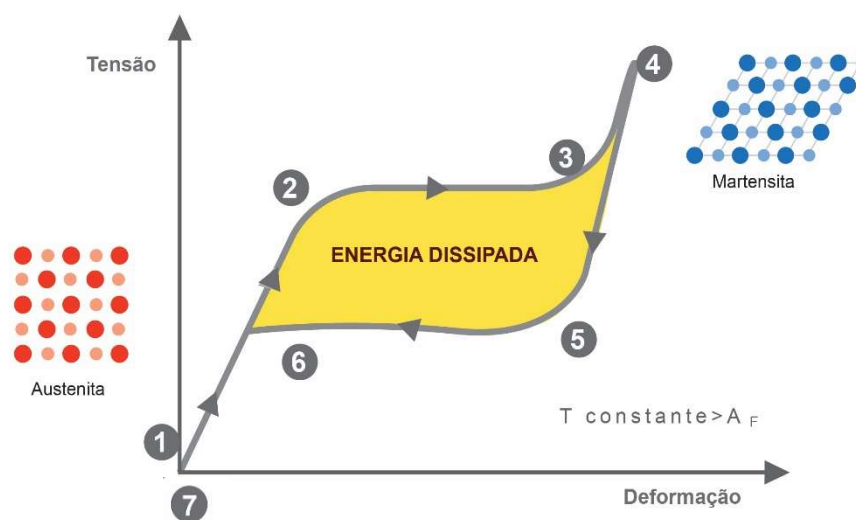 Tensão
4
3
2
Martensita
ENERGIA DISSIPADA
5
6
Austenita
T constante>A F
1
7
Deformação